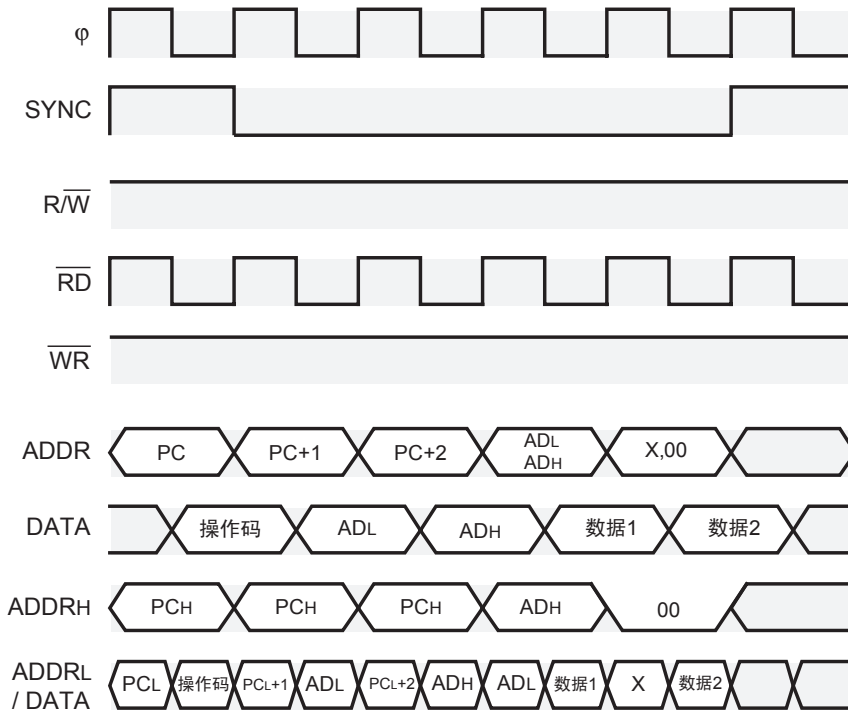 φ
SYNC
R/W̅
R̅D̅
W̅R̅
ADDR PC PC+1 PC+2 ADL ADH X,00
DATA 操作码 ADL ADH 数据1 数据2
ADDRH PCH PCH PCH ADH 00
ADDRL / DATA PCL 操作码 PCL+1 ADL PCL+2 ADH ADL 数据1 X 数据2